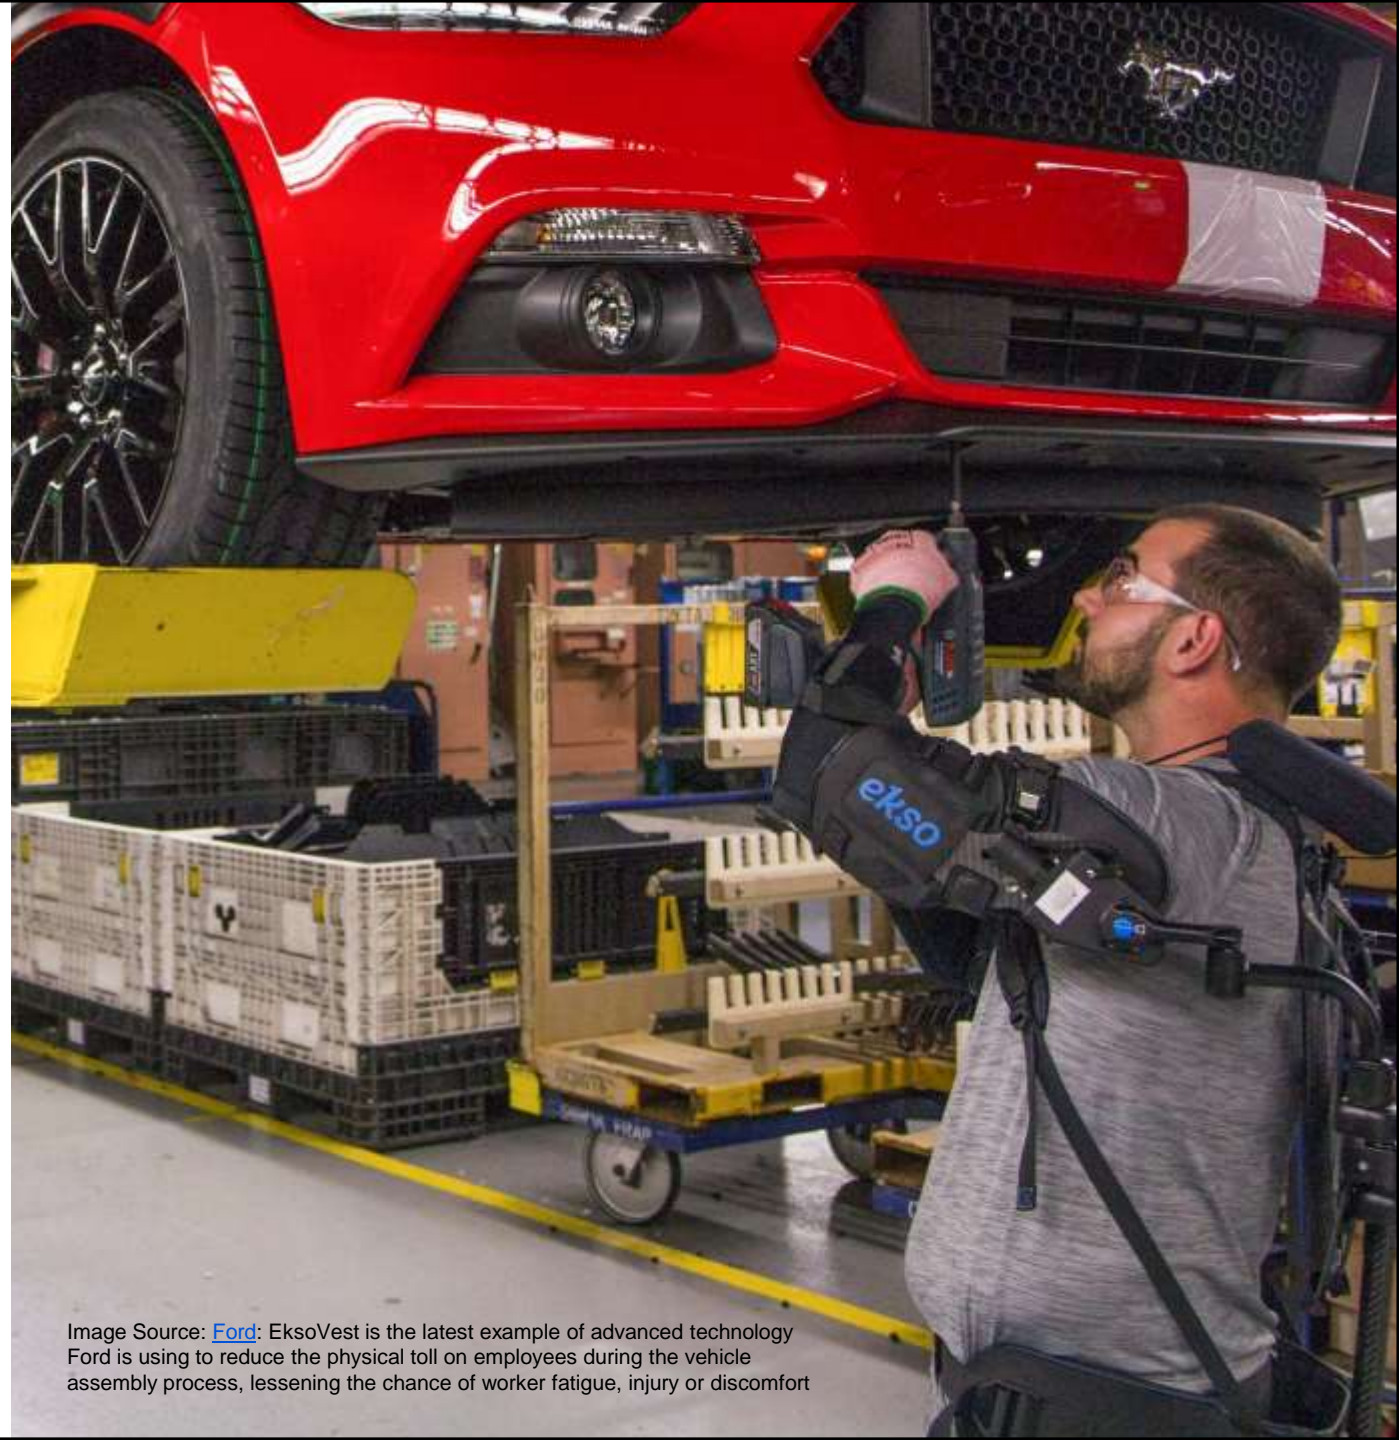 ekso
Image Source: Ford: EksoVest is the latest example of advanced technology
Ford is using to reduce the physical toll on employees during the vehicle
assembly process, lessening the chance of worker fatigue, injury or discomfort